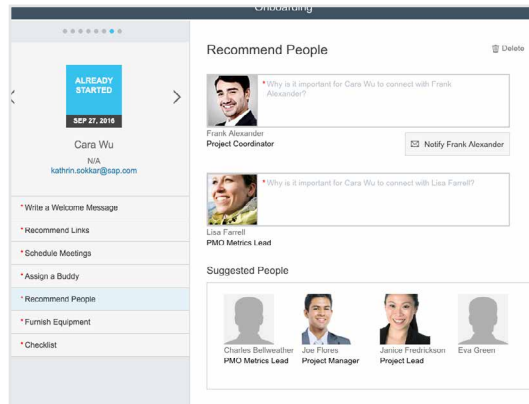 Onboarding
Recommend People
Delete
ALREADY
STARTED
SEP 27, 2016
Cara Wu
N/A
kathrin.sokkar@sap.com
* Write a Welcome Message
* Recommend Links
* Schedule Meetings
* Assign a Buddy
* Recommend People
* Furnish Equipment
* Checklist
* Why is it important for Cara Wu to connect with Frank
Alexander?
Frank Alexander
Project Coordinator
Notify Frank Alexander
* Why is it important for Cara Wu to connect with Lisa Farrell?
Lisa Farrell
PMO Metrics Lead
Suggested People
Charles Bellweather
PMO Metrics Lead
Joe Flores
Project Manager
Janice Fredrickson
Project Lead
Eva Green